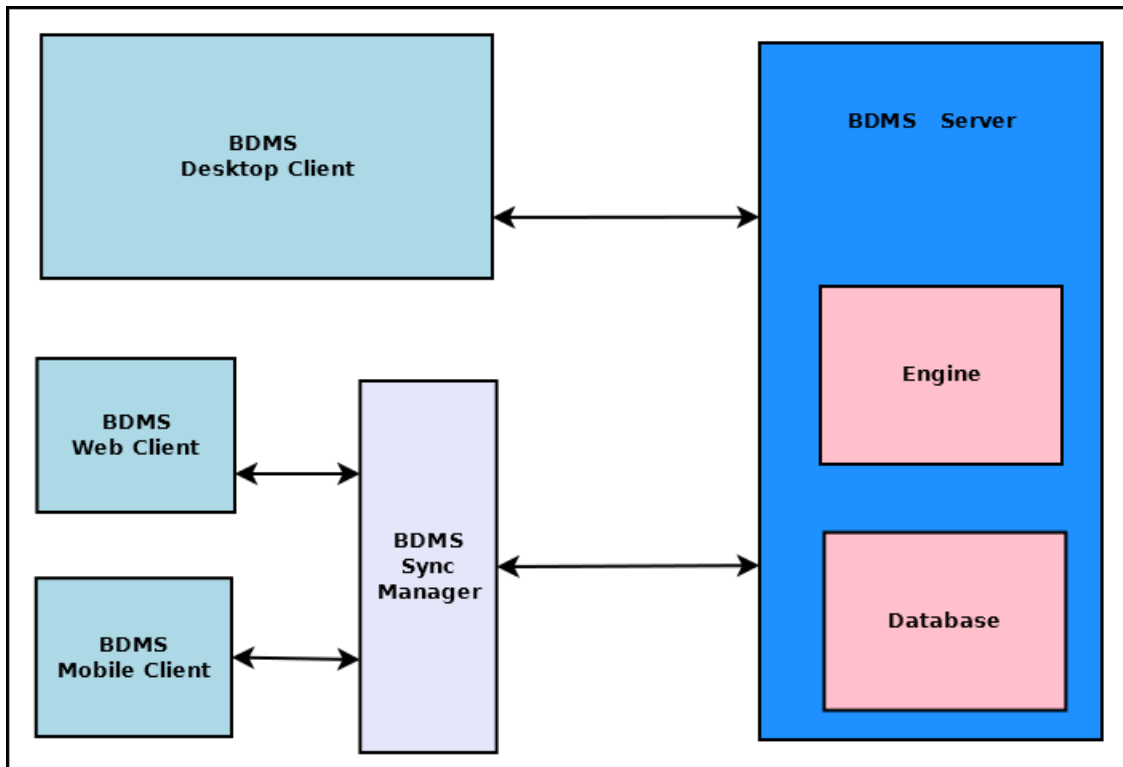 BDMS
Desktop Client
BDMS Server
Engine
BDMS
Web Client
BDMS
Sync
Manager
BDMS
Mobile Client
Database